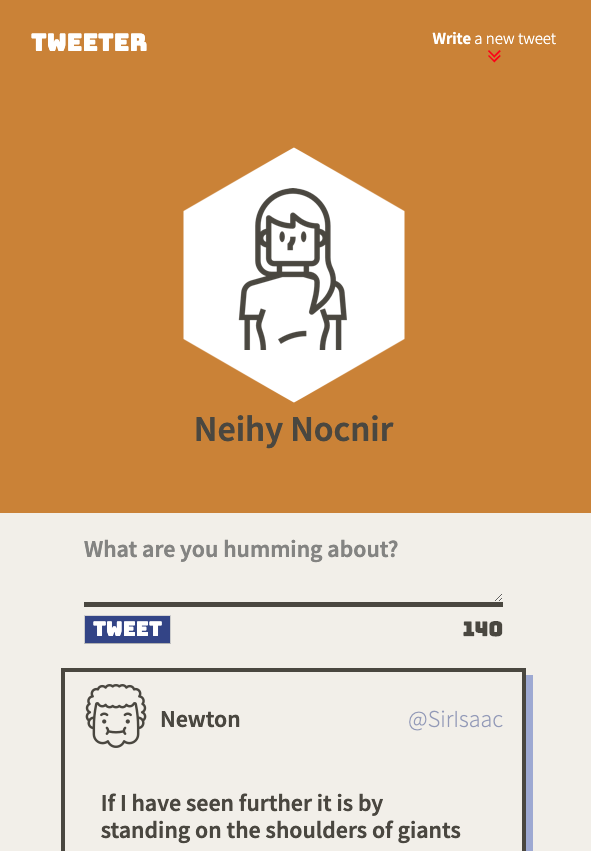 TWEETER
Write a new tweet
Neihy Nocnir
What are you humming about?
TWEET
140
Newton
@SirIsaac
If I have seen further it is by
standing on the shoulders of giants